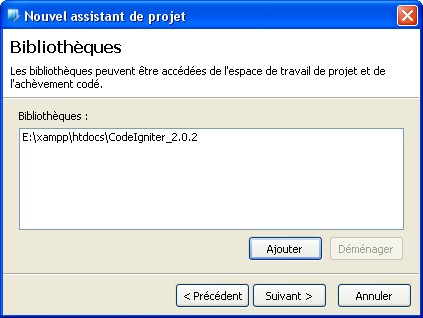 Nouvel assistant de projet
Bibliothèques
Les bibliothèques peuvent être accédées de l'espace de travail de projet et de
l'achèvement codé.
Bibliothèques :
E:\xampp\htdocs\CodeIgniter_2.0.2
Ajouter
Déménager
< Précédent
Suivant >
Annuler